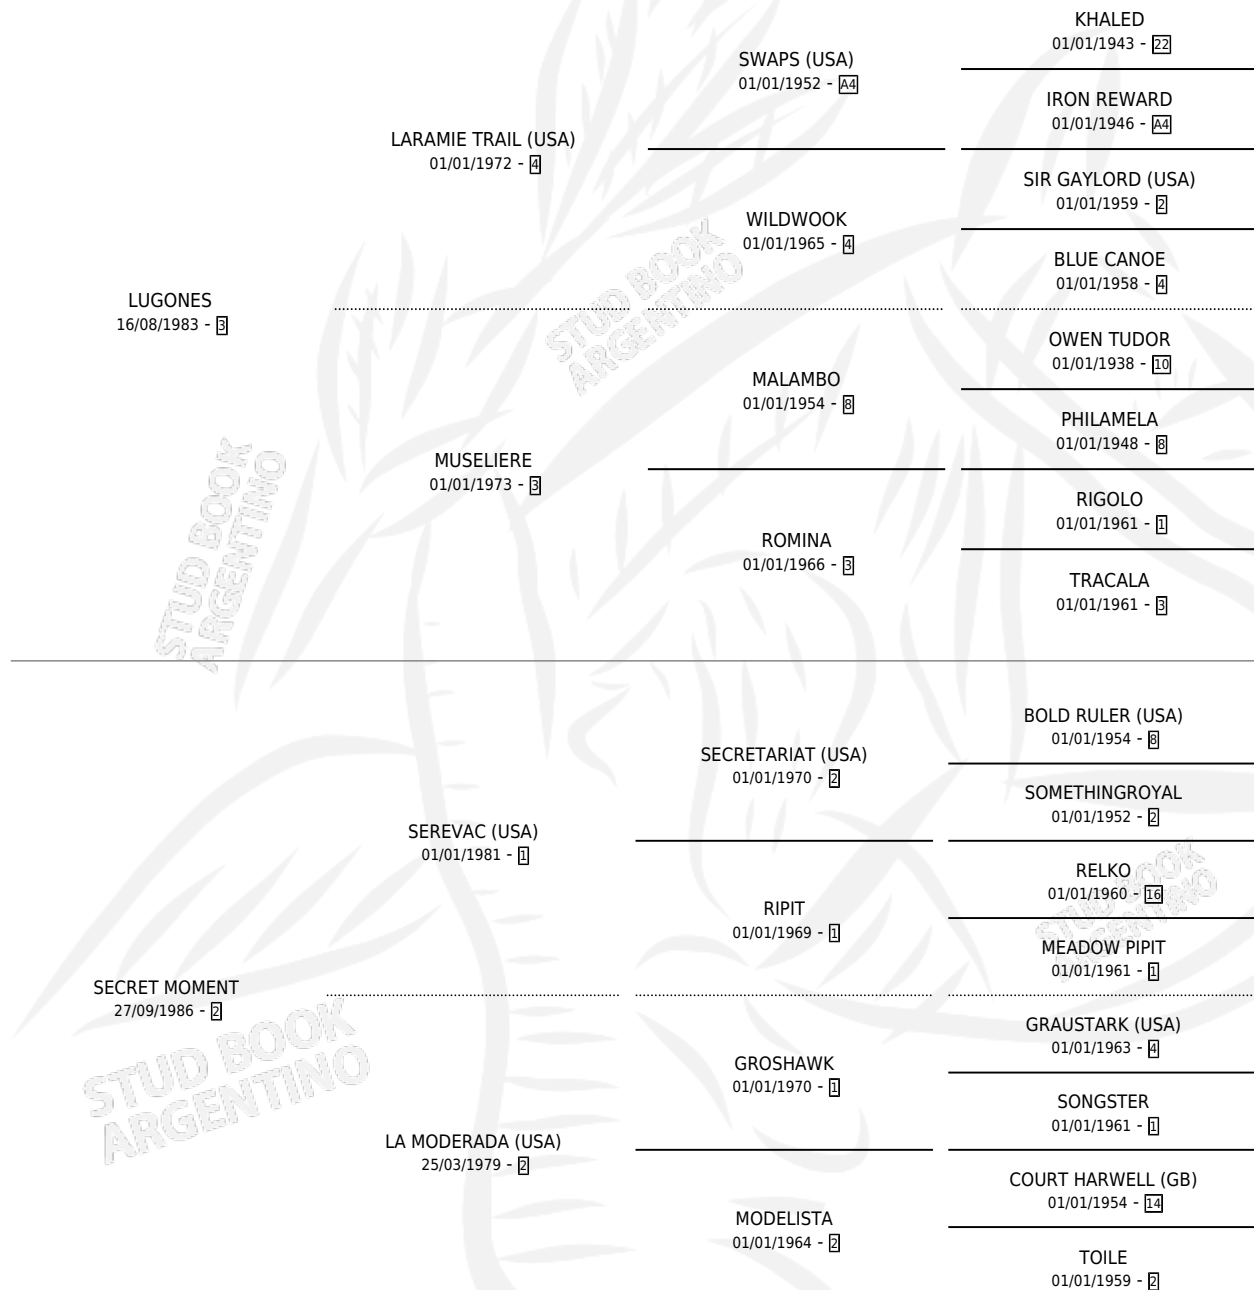 KHALED
01/01/1943 - 22
SWAPS (USA)
01/01/1952 - A4
IRON REWARD
01/01/1946 - A4
LARAMIE TRAIL (USA)
01/01/1972 - 4
SIR GAYLORD (USA)
01/01/1959 - 2
WILDWOOK
01/01/1965 - 4
BLUE CANOE
01/01/1958 - 4
LUGONES
16/08/1983 - 3
OWEN TUDOR
01/01/1938 - 10
MALAMBO
01/01/1954 - 8
PHILAMELA
01/01/1948 - 8
MUSELIERE
01/01/1973 - 3
RIGOLO
01/01/1961 - 1
ROMINA
01/01/1966 - 3
TRACALA
01/01/1961 - 3
STUD BOOK
ARGENTINO
STUD BOOK
ARGENTINO
BOLD RULER (USA)
01/01/1954 - 8
SECRETARIAT (USA)
01/01/1970 - 2
SOMETHINGROYAL
01/01/1952 - 2
SEREVAC (USA)
01/01/1981 - 1
RELKO
01/01/1960 - 16
RIPIT
01/01/1969 - 1
MEADOW PIPIT
01/01/1961 - 1
SECRET MOMENT
27/09/1986 - 2
GRAUSTARK (USA)
01/01/1963 - 4
GROSHAWK
01/01/1970 - 1
SONGSTER
01/01/1961 - 1
LA MODERADA (USA)
25/03/1979 - 2
COURT HARWELL (GB)
01/01/1954 - 14
MODELISTA
01/01/1964 - 2
TOILE
01/01/1959 - 2
STUD BOOK
ARGENTINO
STUD BOOK
ARGENTINO